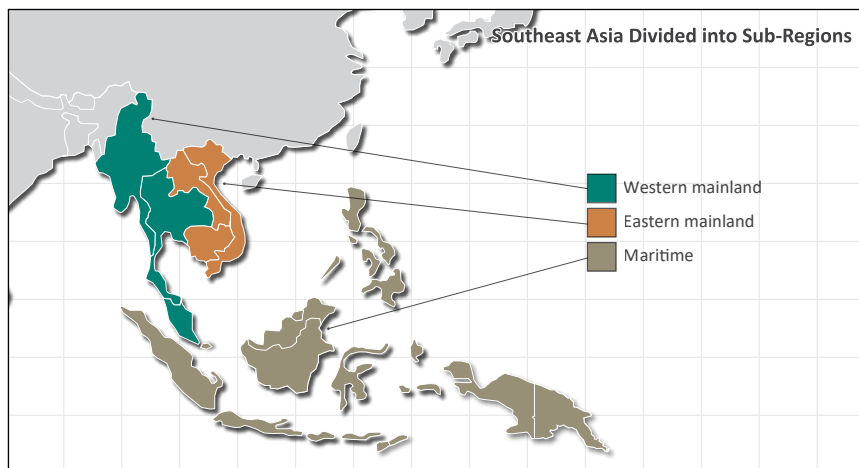 Southeast Asia Divided into Sub-Regions
Western mainland
Eastern mainland
Maritime